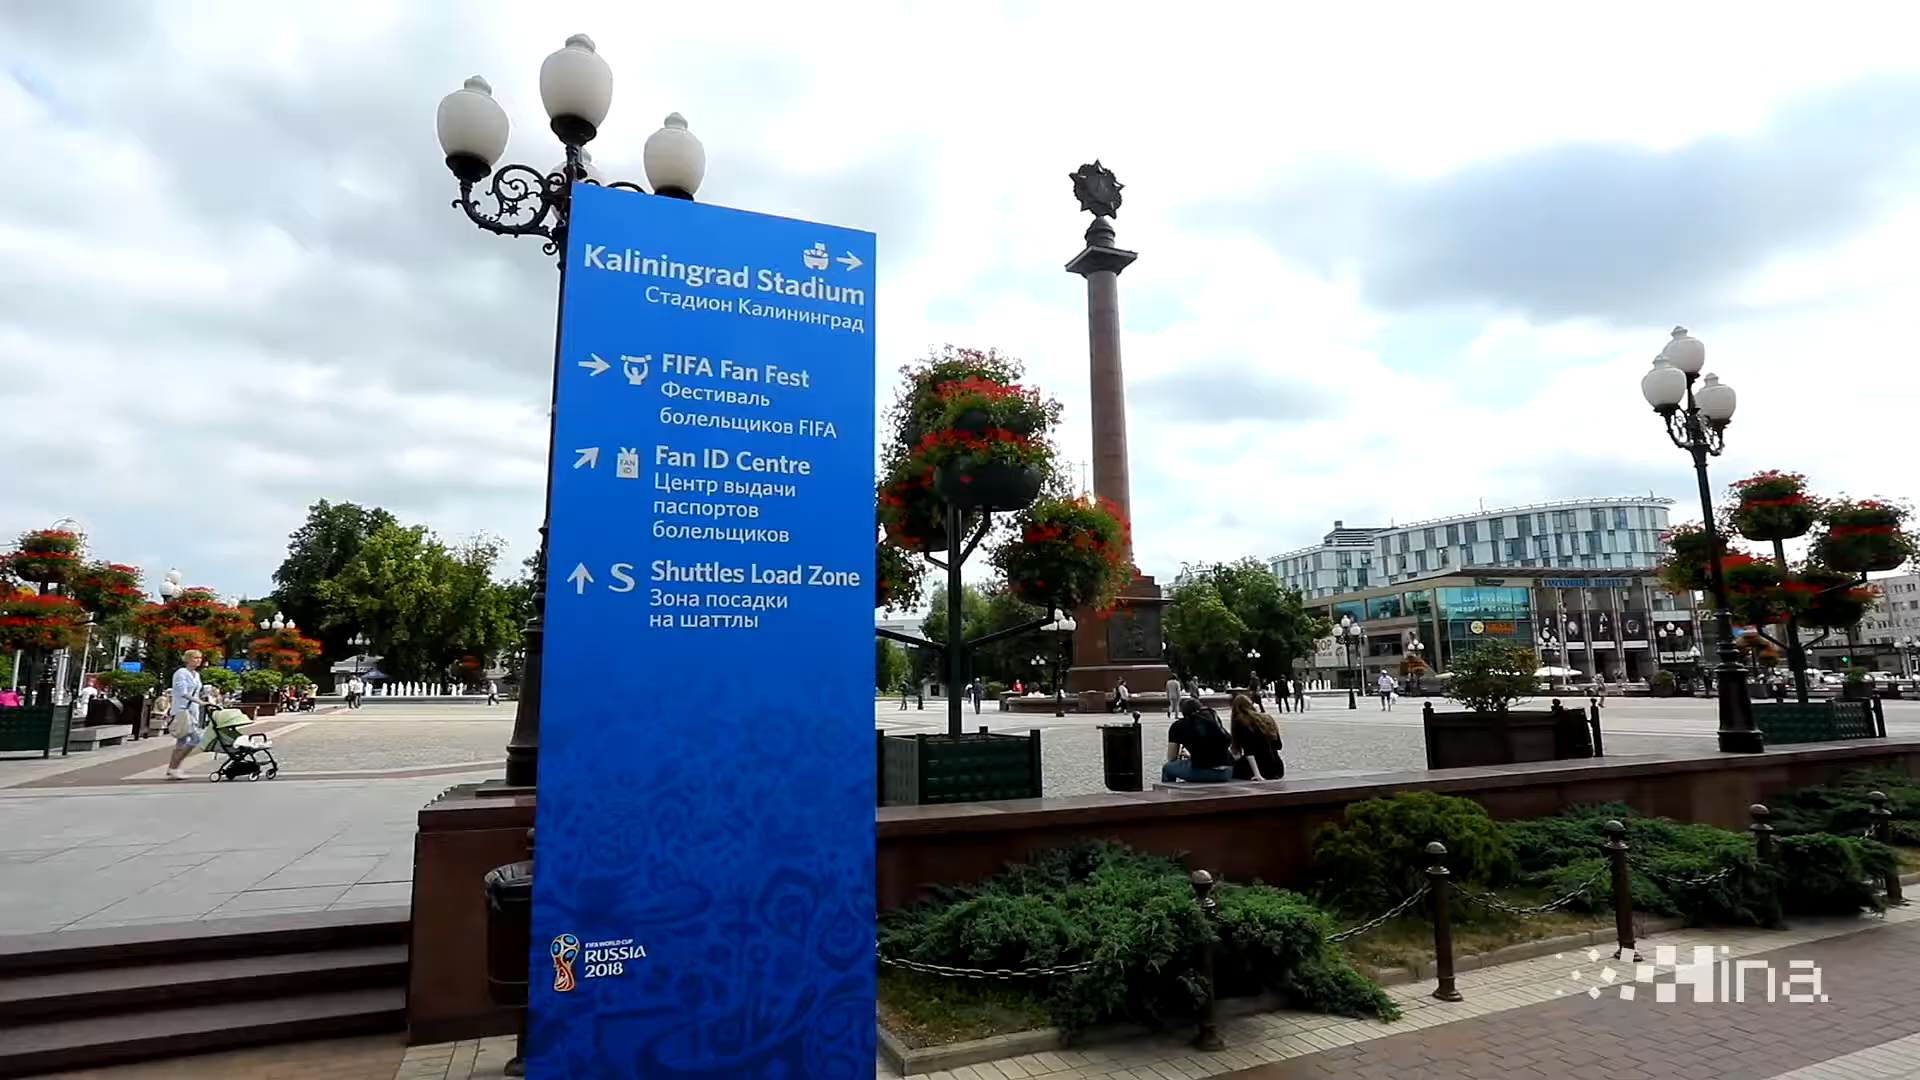 Kaliningrad Stadium
Стадион Калининград
FIFA Fan Fest
Фестиваль
болельщиков FIFA
FAN
ID
Fan ID Centre
Центр выдачи
паспортов
болельщиков
S
Shuttles Load Zone
Зона посадки
на шаттлы
FIFA WORLD CUP
RUSSIA
2018
Hina